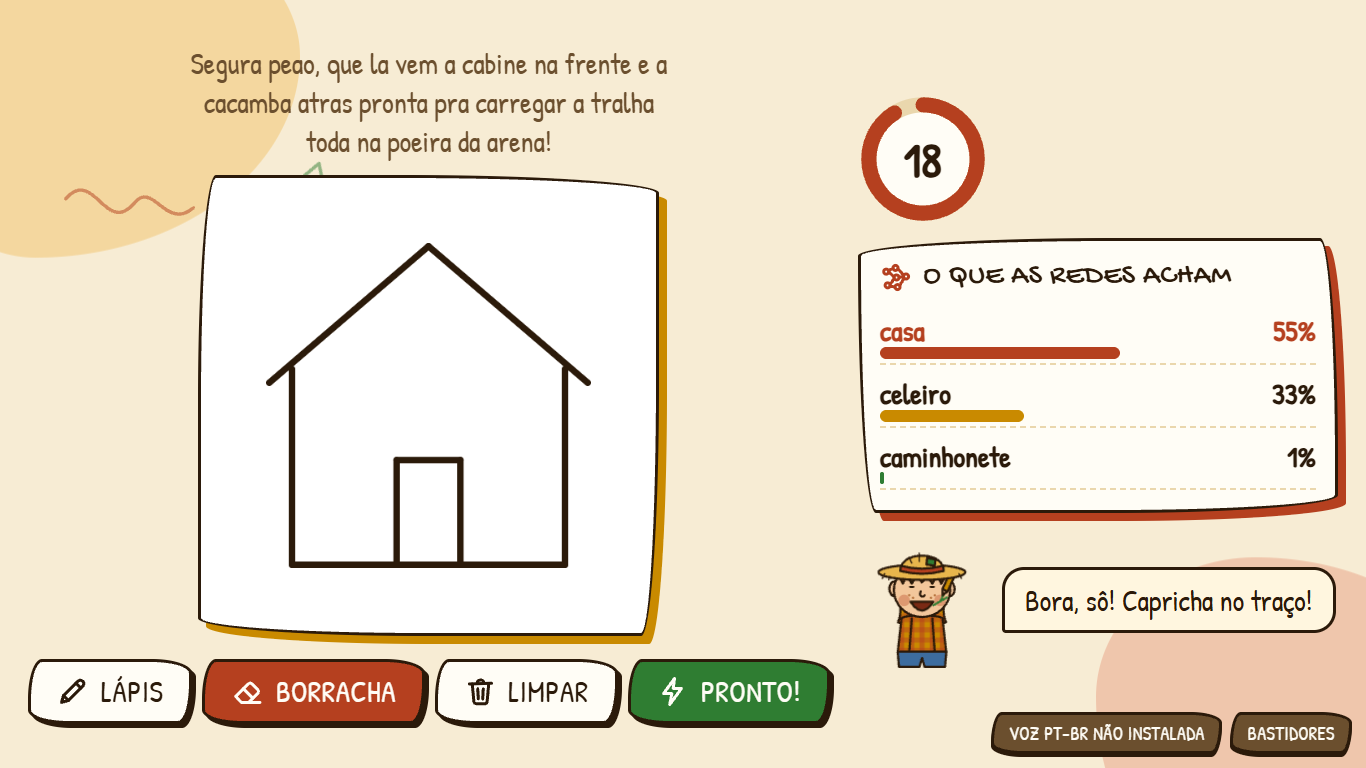 Segura peao, que la vem a cabine na frente e a
cacamba atras pronta pra carregar a tralha
toda na poeira da arena!
18
O QUE AS REDES ACHAM
casa 55%
celeiro 33%
caminhonete 1%
Bora, sô! Capricha no traço!
LÁPIS
BORRACHA
LIMPAR
PRONTO!
VOZ PT-BR NÃO INSTALADA
BASTIDORES